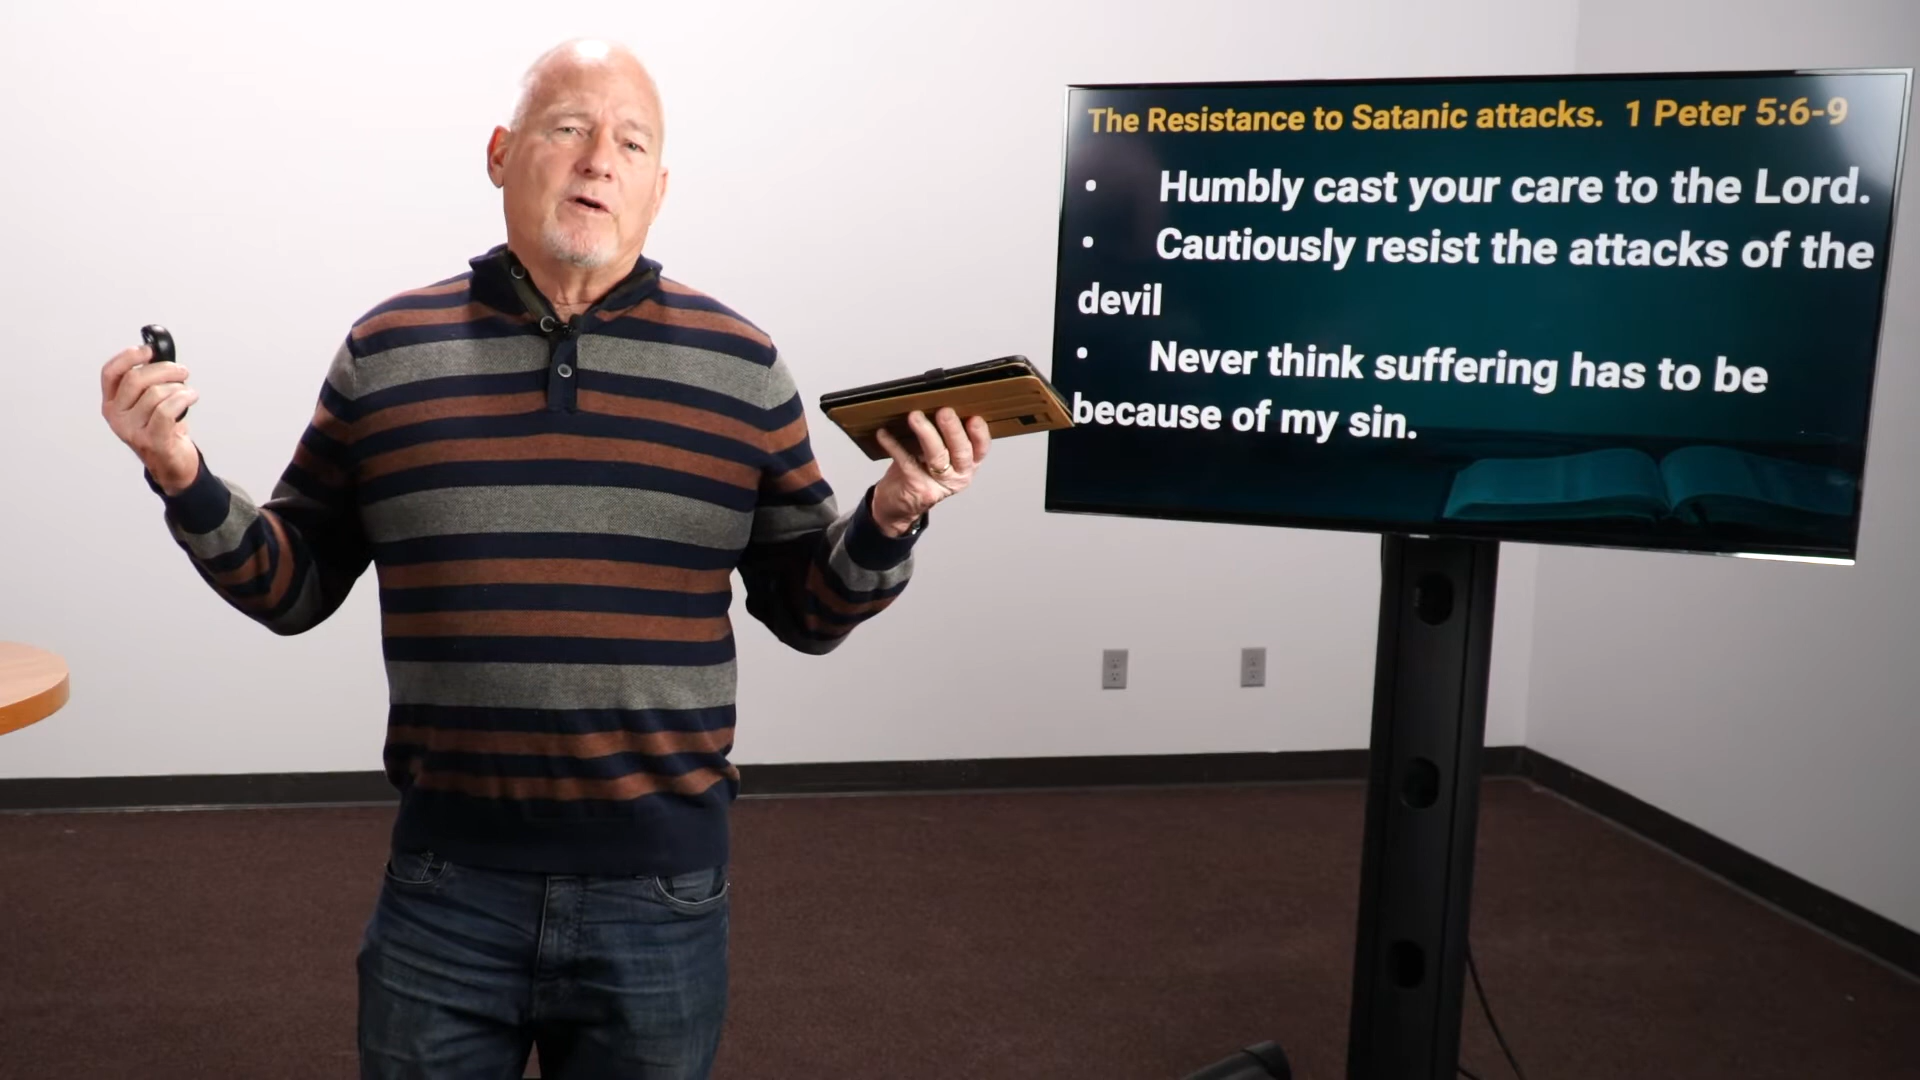 The Resistance to Satanic attacks. 1 Peter 5:6-9
• Humbly cast your care to the Lord.
• Cautiously resist the attacks of the
devil
• Never think suffering has to be
because of my sin.